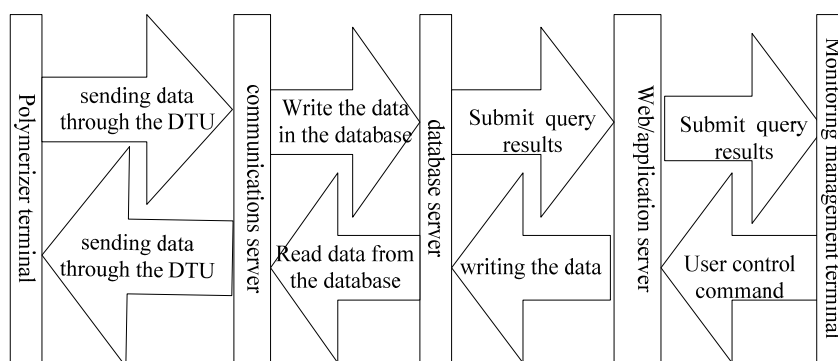 Polymerizer terminal
sending data
through the DTU
sending data
through the DTU
communications server
Write the data
in the database
Read data from
the database
database server
Submit query
results
writing the data
Web/application server
Submit query
results
User control
command
Monitoring management terminal